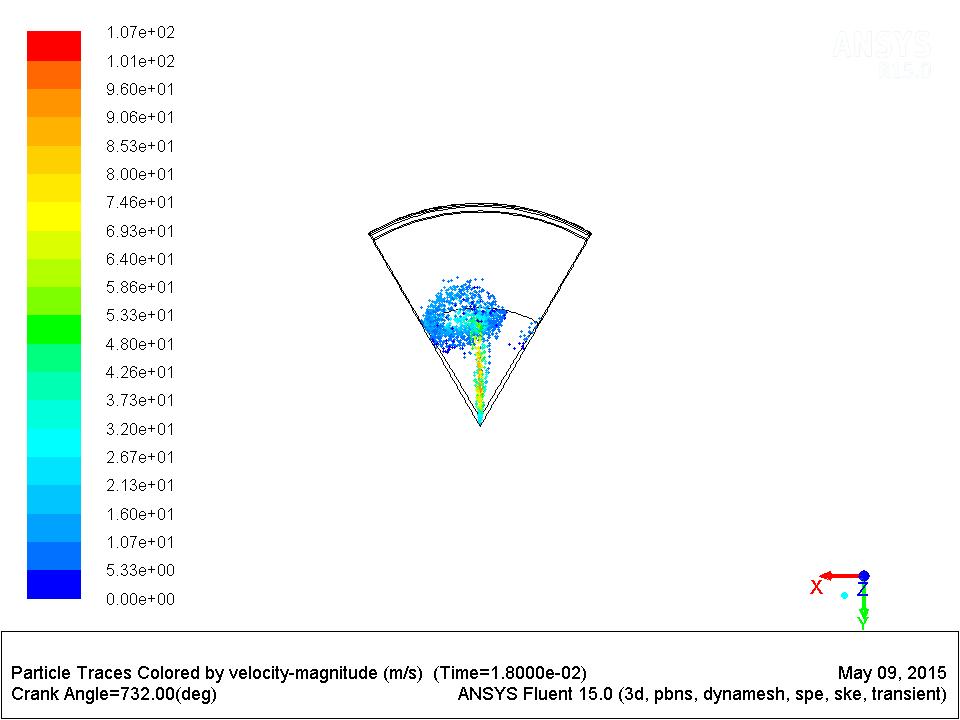 1.07e+02
1.01e+02
9.60e+01
9.06e+01
8.53e+01
8.00e+01
7.46e+01
6.93e+01
6.40e+01
5.86e+01
5.33e+01
4.80e+01
4.26e+01
3.73e+01
3.20e+01
2.67e+01
2.13e+01
1.60e+01
1.07e+01
5.33e+00
0.00e+00
ANSYS
R15.0
X
Z
Y
Particle Traces Colored by velocity-magnitude (m/s) (Time=1.8000e-02)
Crank Angle=732.00(deg)
May 09, 2015
ANSYS Fluent 15.0 (3d, pbns, dynamesh, spe, ske, transient)